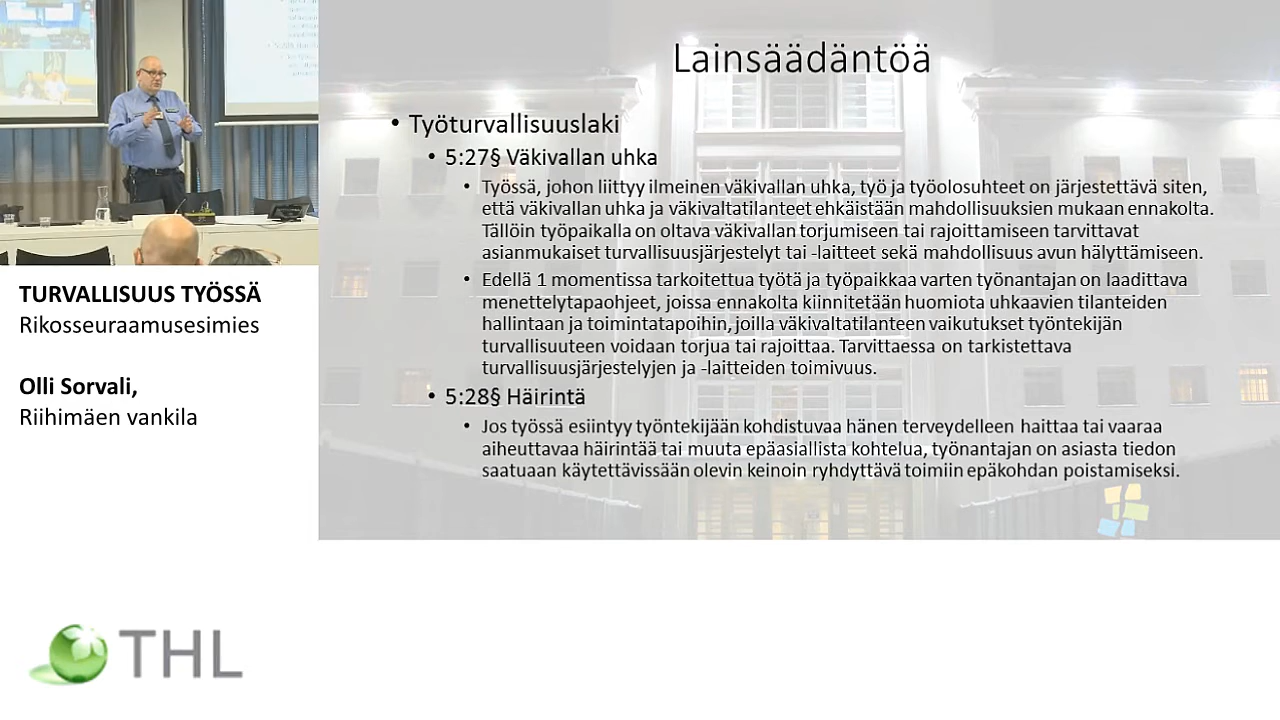 TURVALLISUUS TYÖSSÄ
Rikosseuraamusesimies
Olli Sorvali,
Riihimäen vankila
THL
Lainsäädäntöä
• Työturvallisuuslaki
• 5:27§ Väkivallan uhka
• Työssä, johon liittyy ilmeinen väkivallan uhka, työ ja työolosuhteet on järjestettävä siten,
että väkivallan uhka ja väkivaltatilanteet ehkäistään mahdollisuuksien mukaan ennakolta.
Tällöin työpaikalla on oltava väkivallan torjumiseen tai rajoittamiseen tarvittavat
asianmukaiset turvallisuusjärjestelyt tai -laitteet sekä mahdollisuus avun hälyttämiseen.
• Edellä 1 momentissa tarkoitettua työtä ja työpaikkaa varten työnantajan on laadittava
menettelytapaohjeet, joissa ennakolta kiinnitetään huomiota uhkaavien tilanteiden
hallintaan ja toimintatapoihin, joilla väkivaltatilanteen vaikutukset työntekijän
turvallisuuteen voidaan torjua tai rajoittaa. Tarvittaessa on tarkistettava
turvallisuusjärjestelyjen ja -laitteiden toimivuus.
• 5:28§ Häirintä
• Jos työssä esiintyy työntekijään kohdistuvaa hänen terveydelleen haittaa tai vaaraa
aiheuttavaa häirintää tai muuta epäasiallista kohtelua, työnantajan on asiasta tiedon
saatuaan käytettävissään olevin keinoin ryhdyttävä toimiin epäkohdan poistamiseksi.